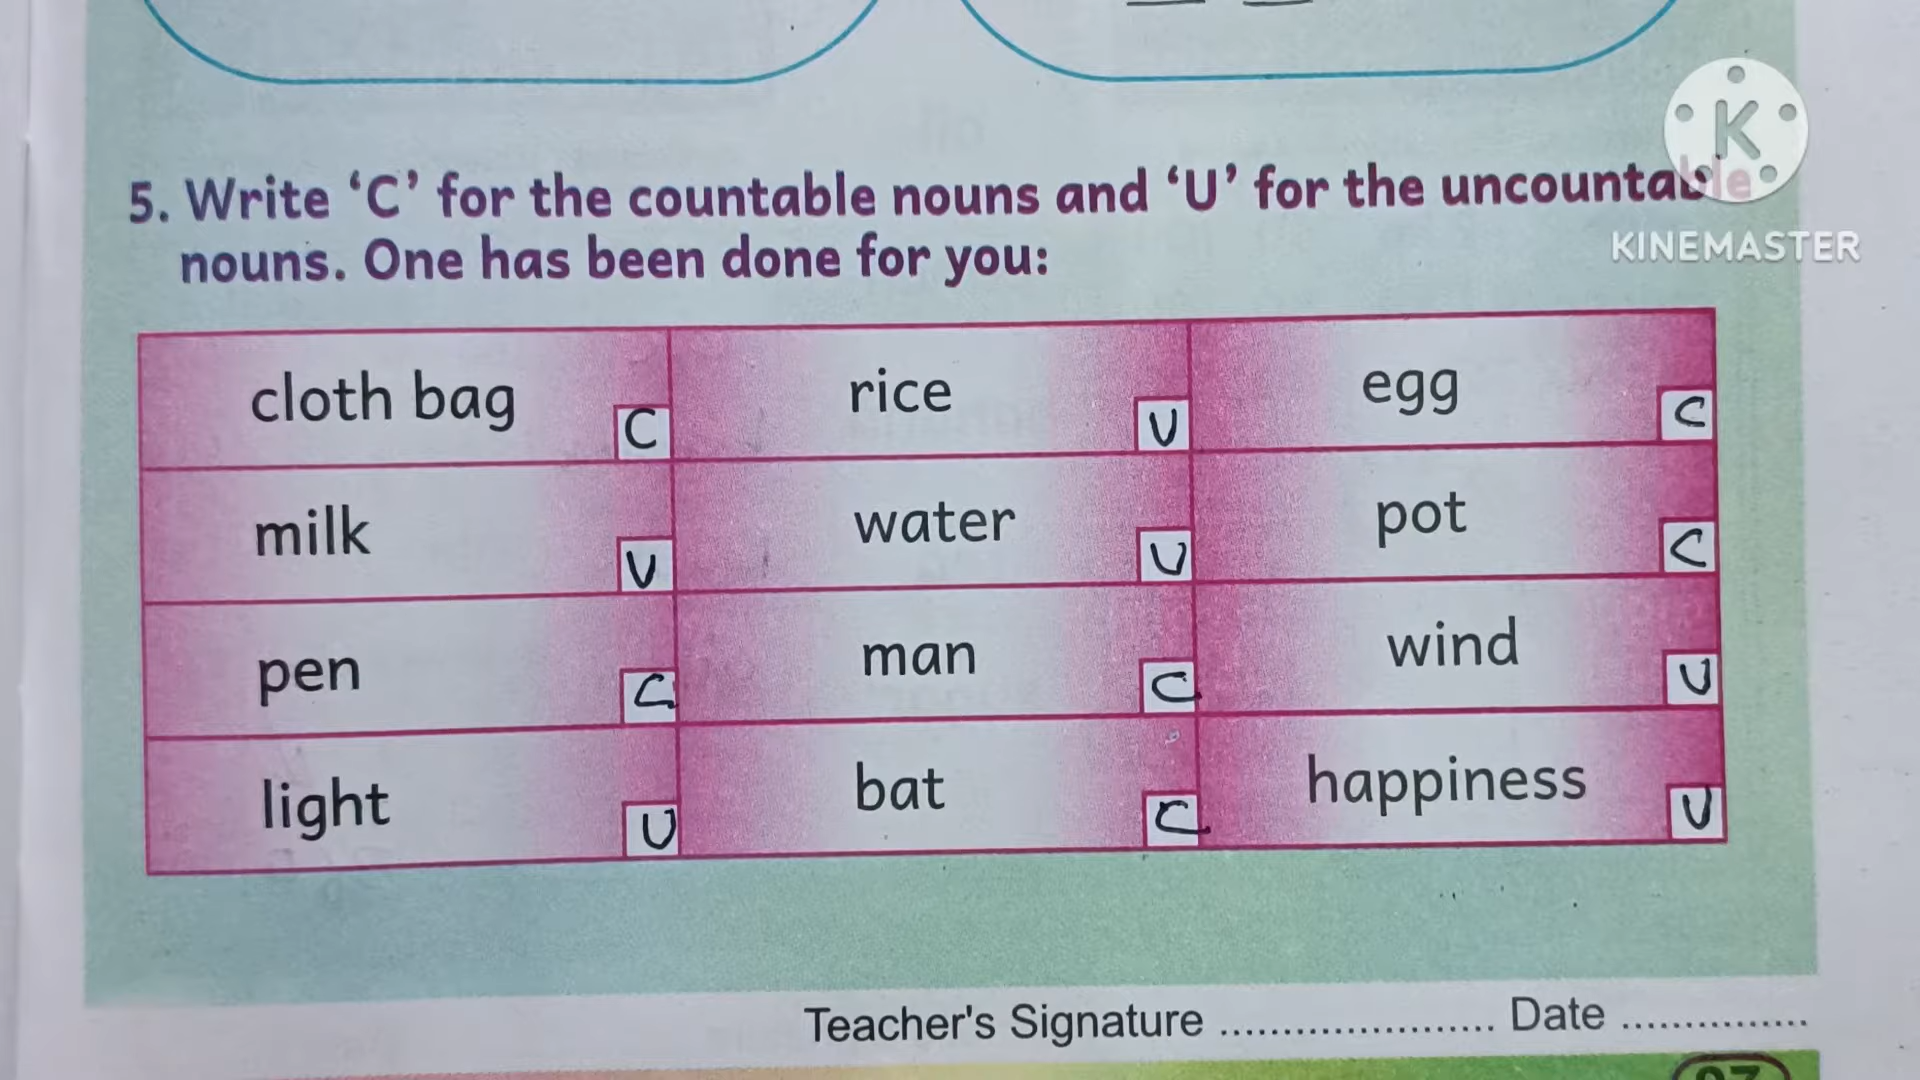 K
KINEMASTER
5. Write ‘C’ for the countable nouns and ‘U’ for the uncountable
nouns. One has been done for you:
cloth bag C rice U egg C
milk U water U pot C
pen C man C wind U
light U bat C happiness U
Teacher's Signature ...................... Date ...............